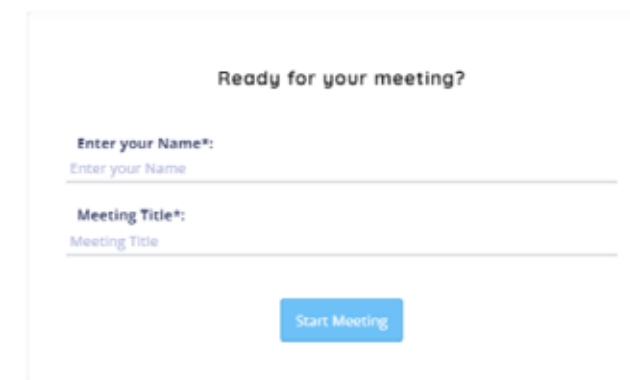 Ready for your meeting?
Enter your Name*:
Enter your Name
Meeting Title*:
Meeting Title
Start Meeting